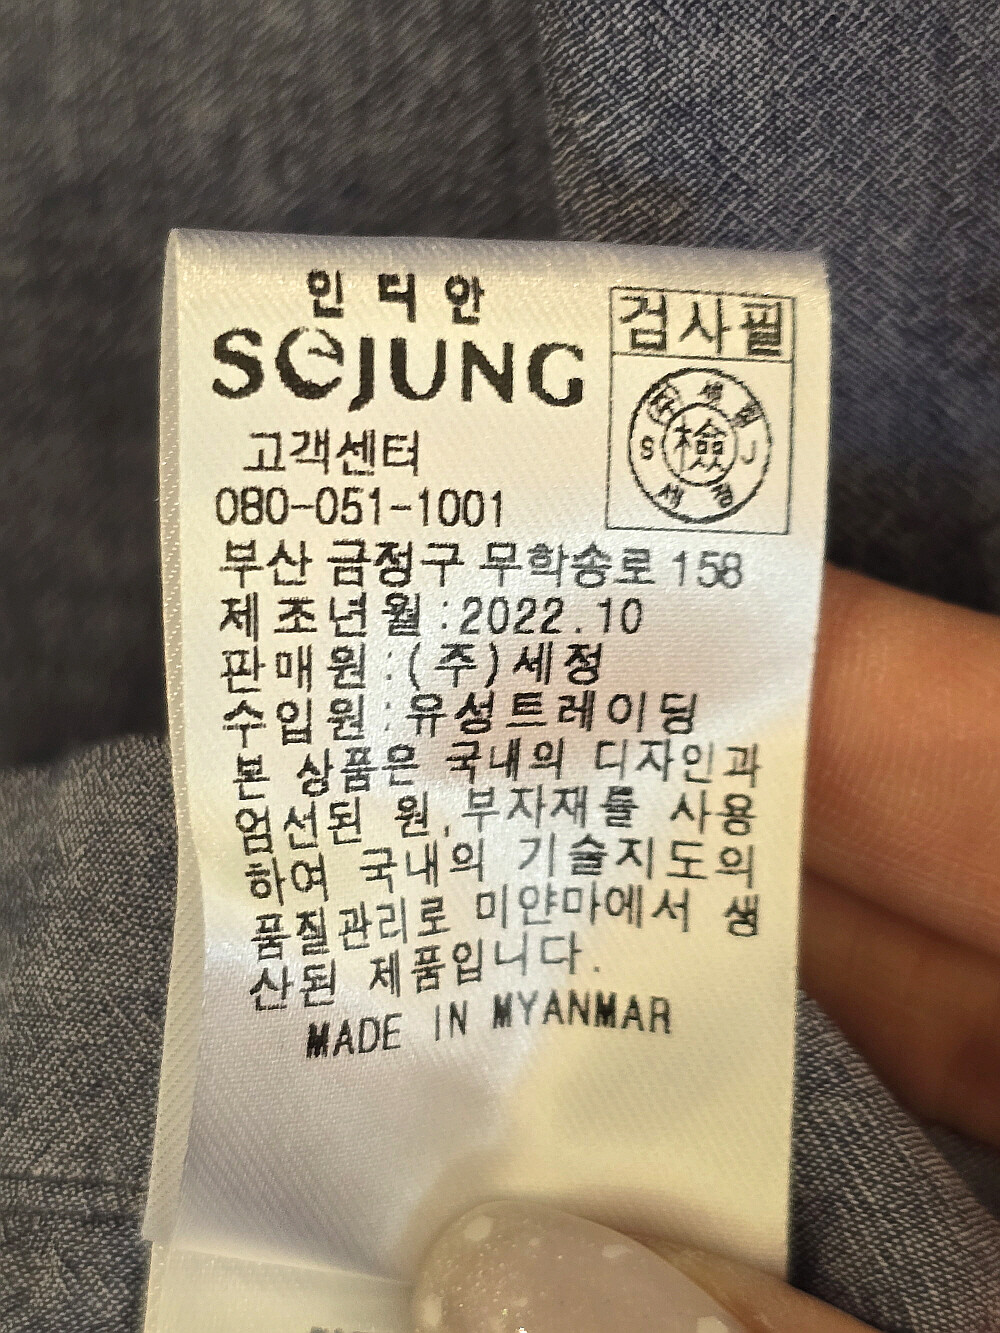 인디안
SEJUNG
검사필
검
S
J
세정
고객센터
080-051-1001
부산 금정구 무학송로 158
제조년월:2022.10
판매원:(주)세정
수입원:유성트레이딩
본 상품은 국내의 디자인과
엄선된 원.부자재를 사용
하여 국내의 기술지도의
품질관리로 미얀마에서 생
산된 제품입니다.
MADE IN MYANMAR